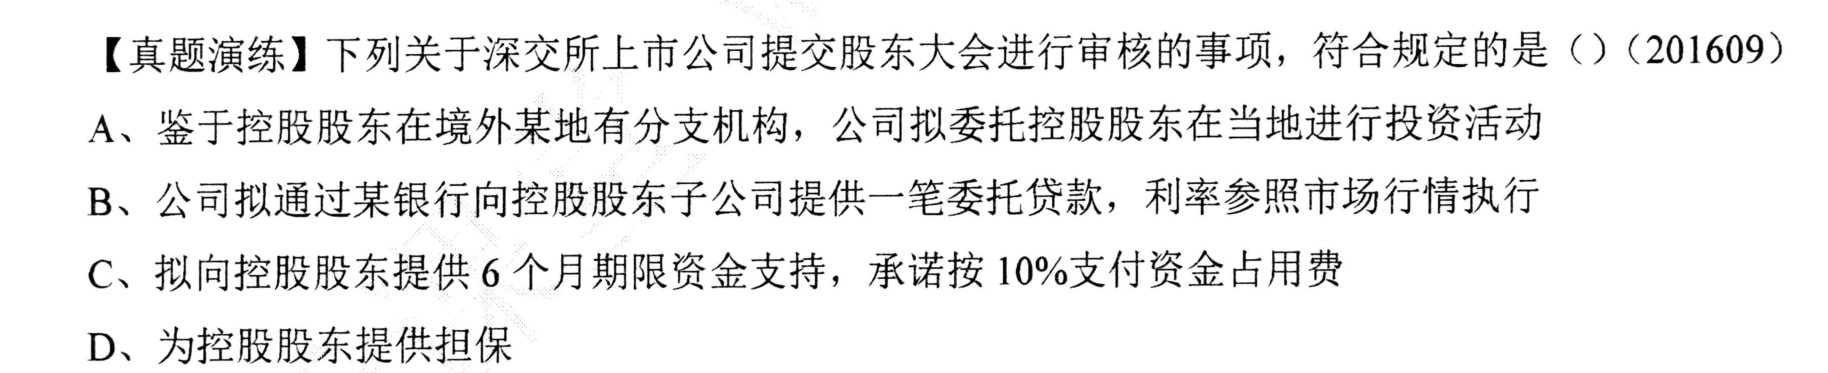 【真题演练】下列关于深交所上市公司提交股东大会进行审核的事项，符合规定的是（）（201609）
A、鉴于控股股东在境外某地有分支机构，公司拟委托控股股东在当地进行投资活动
B、公司拟通过某银行向控股股东子公司提供一笔委托贷款，利率参照市场行情执行
C、拟向控股股东提供 6 个月期限资金支持，承诺按 10%支付资金占用费
D、为控股股东提供担保